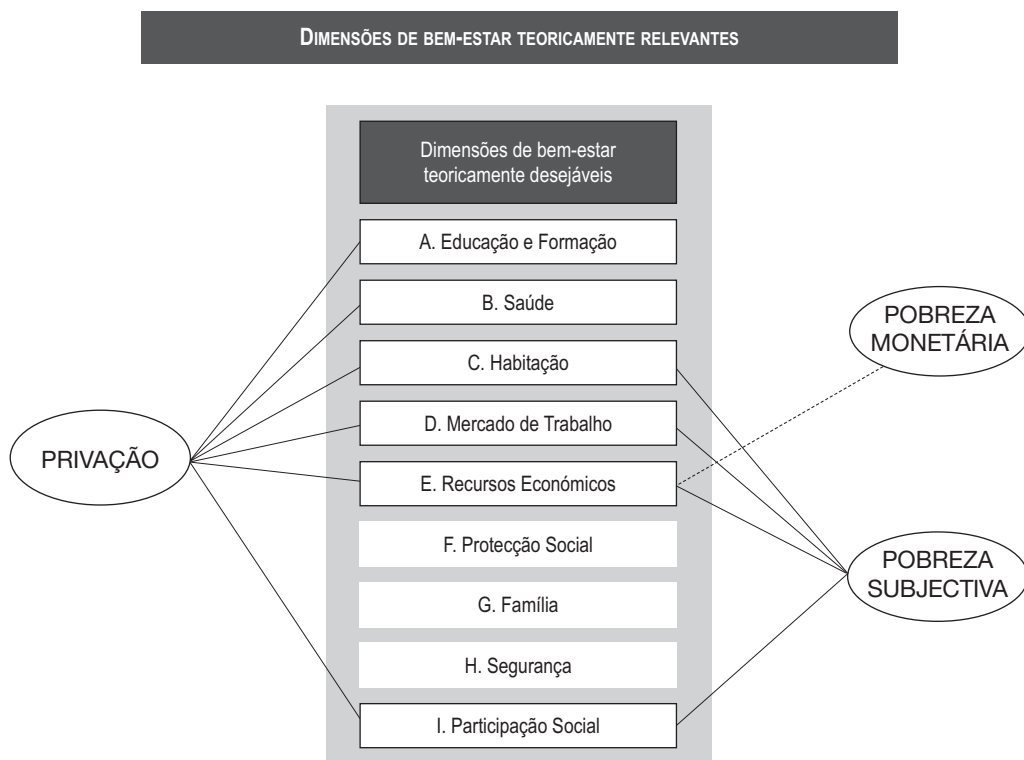 DIMENSÕES DE BEM-ESTAR TEORICAMENTE RELEVANTES
Dimensões de bem-estar
teoricamente desejáveis
A. Educação e Formação
B. Saúde
C. Habitação
D. Mercado de Trabalho
E. Recursos Económicos
F. Protecção Social
G. Família
H. Segurança
I. Participação Social
PRIVAÇÃO
POBREZA
MONETÁRIA
POBREZA
SUBJECTIVA